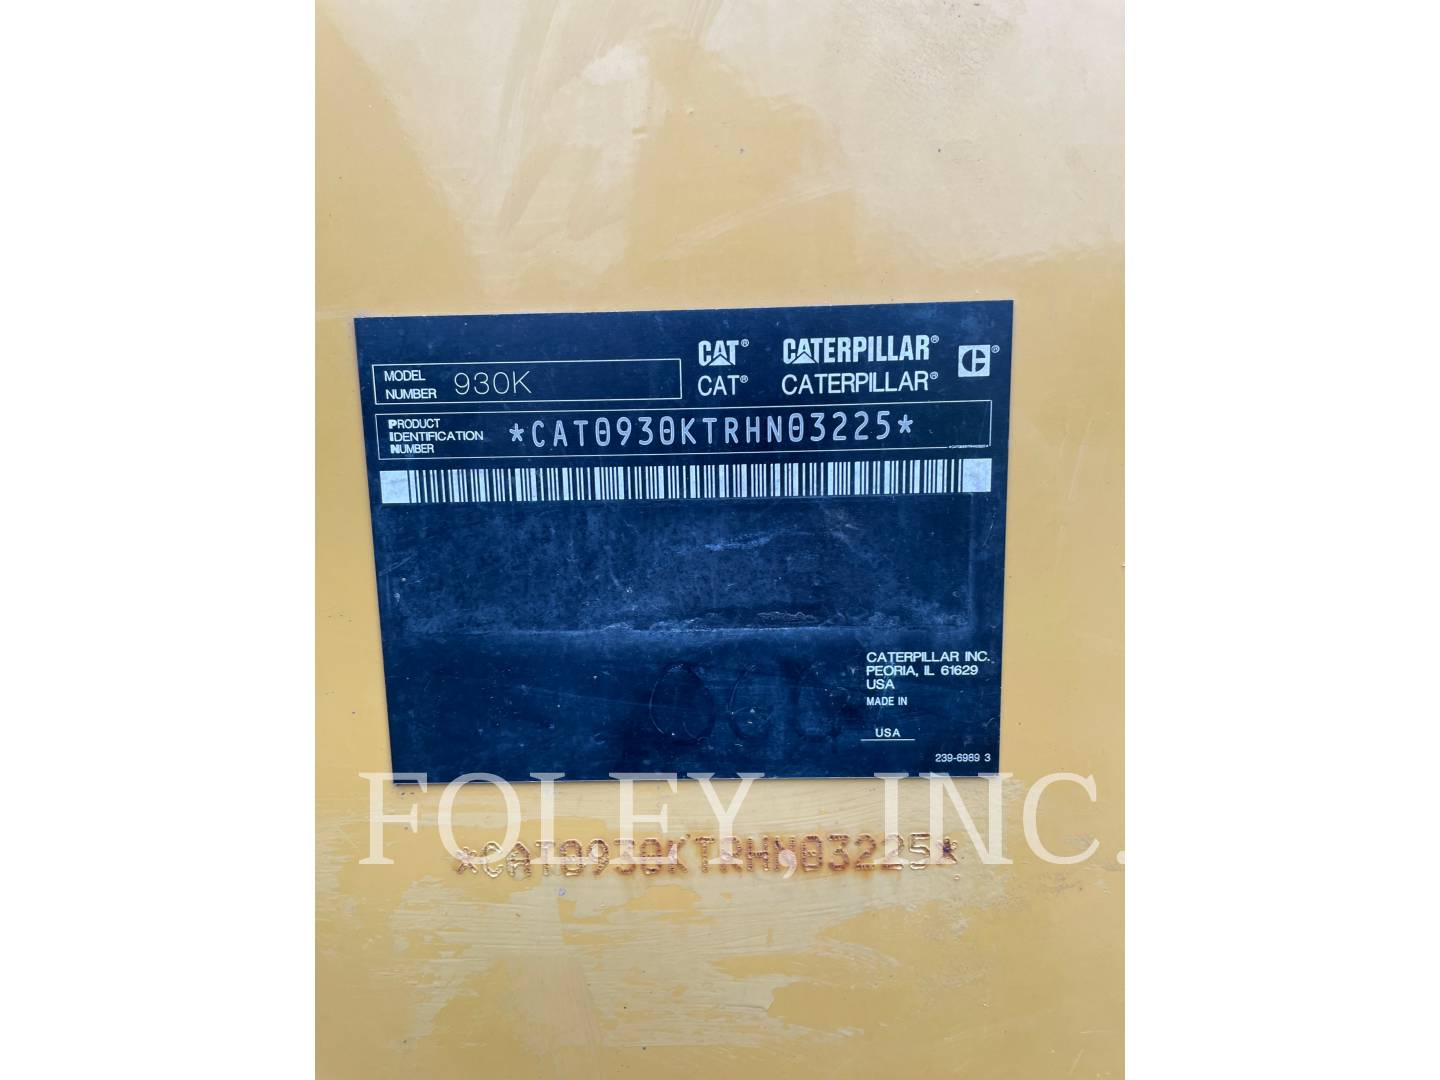 CAT® CATERPILLAR®
CAT® CATERPILLAR®
MODEL NUMBER 930K
PRODUCT IDENTIFICATION NUMBER *CAT0930KTRHN03225*
CATERPILLAR INC.
PEORIA, IL 61629
USA
MADE IN
USA
239-6989 3
FOLEY, INC.
*CAT0930KTRHN03225*